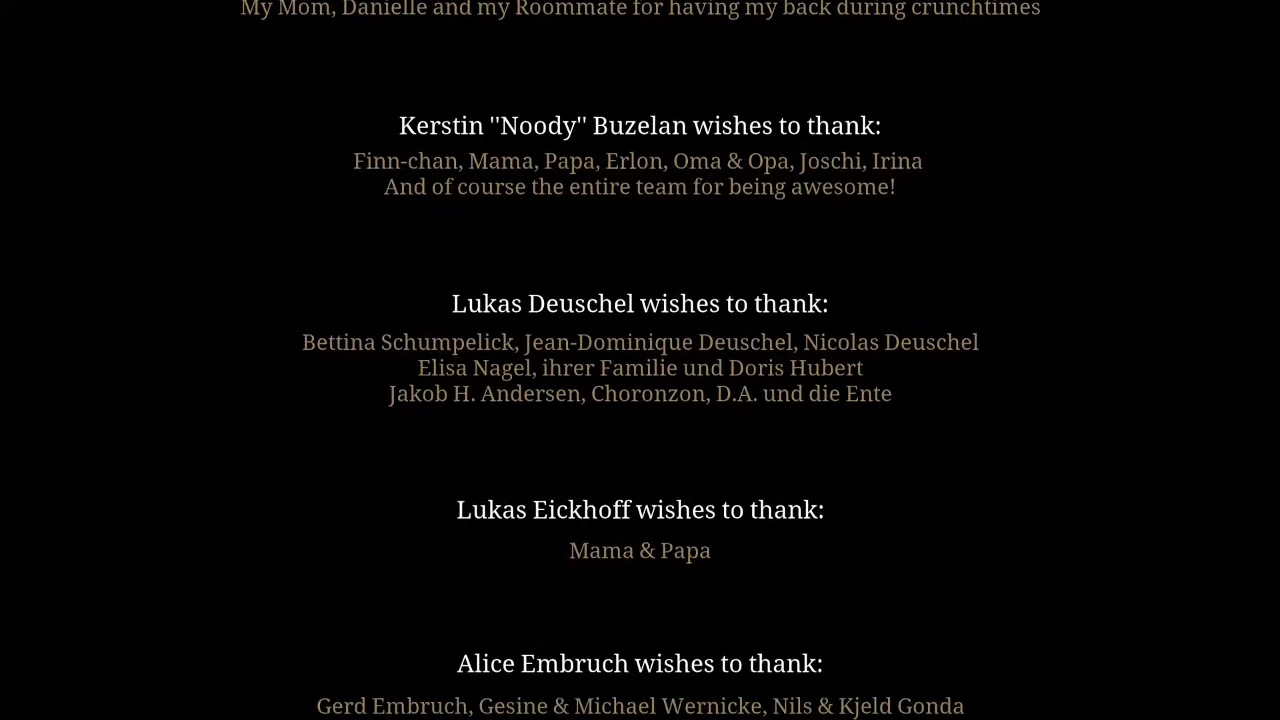 My Mom, Danielle and my Roommate for having my back during crunchtimes
Kerstin "Noody" Buzelan wishes to thank:
Finn-chan, Mama, Papa, Erlon, Oma & Opa, Joschi, Irina
And of course the entire team for being awesome!
Lukas Deuschel wishes to thank:
Bettina Schumpelick, Jean-Dominique Deuschel, Nicolas Deuschel
Elisa Nagel, ihrer Familie und Doris Hubert
Jakob H. Andersen, Choronzon, D.A. und die Ente
Lukas Eickhoff wishes to thank:
Mama & Papa
Alice Embruch wishes to thank:
Gerd Embruch, Gesine & Michael Wernicke, Nils & Kjeld Gonda